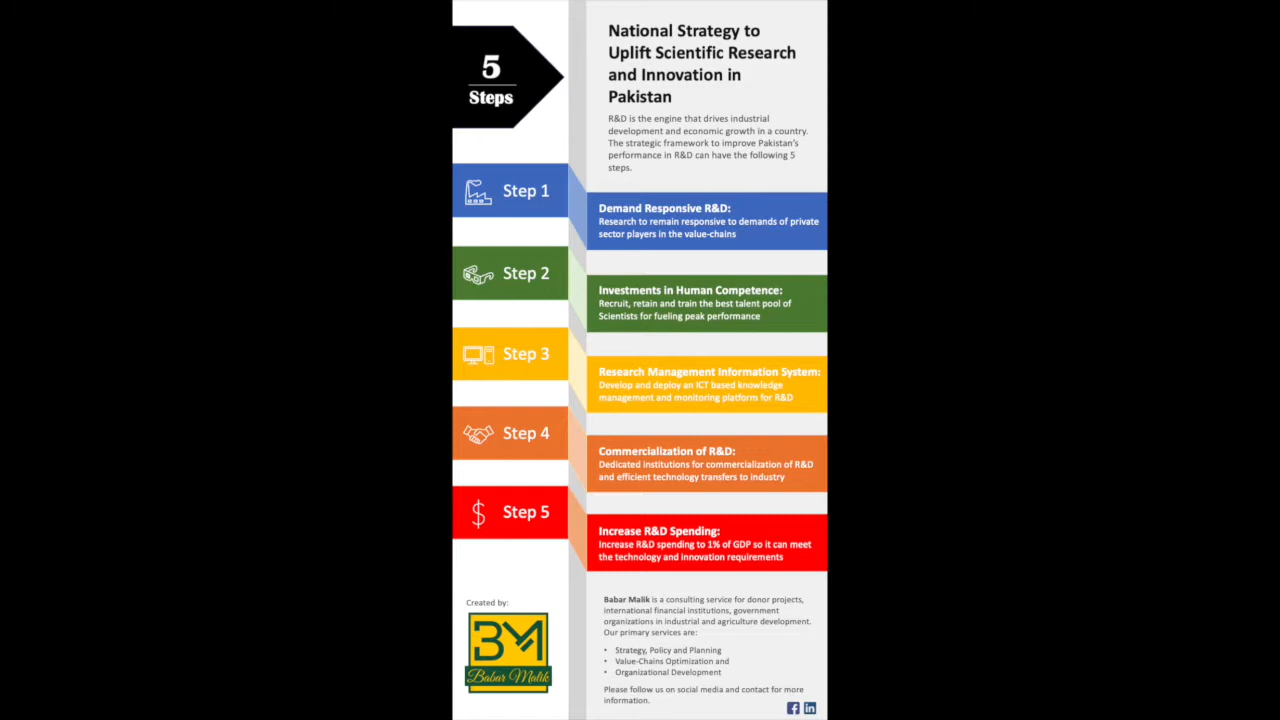 5
Steps
National Strategy to
Uplift Scientific Research
and Innovation in
Pakistan
R&D is the engine that drives industrial
development and economic growth in a country.
The strategic framework to improve Pakistan's
performance in R&D can have the following 5
steps.
Step 1
Demand Responsive R&D:
Research to remain responsive to demands of private
sector players in the value-chains
Step 2
Investments in Human Competence:
Recruit, retain and train the best talent pool of
Scientists for fueling peak performance
Step 3
Research Management Information System:
Develop and deploy an ICT based knowledge
management and monitoring platform for R&D
Step 4
Commercialization of R&D:
Dedicated institutions for commercialization of R&D
and efficient technology transfers to industry
Step 5
$
Increase R&D Spending:
Increase R&D spending to 1% of GDP so it can meet
the technology and innovation requirements
Created by:
BM
Babar Malik
Babar Malik is a consulting service for donor projects,
international financial institutions, government
organizations in industrial and agriculture development.
Our primary services are:
• Strategy, Policy and Planning
• Value-Chains Optimization and
• Organizational Development
Please follow us on social media and contact for more
information.
f in